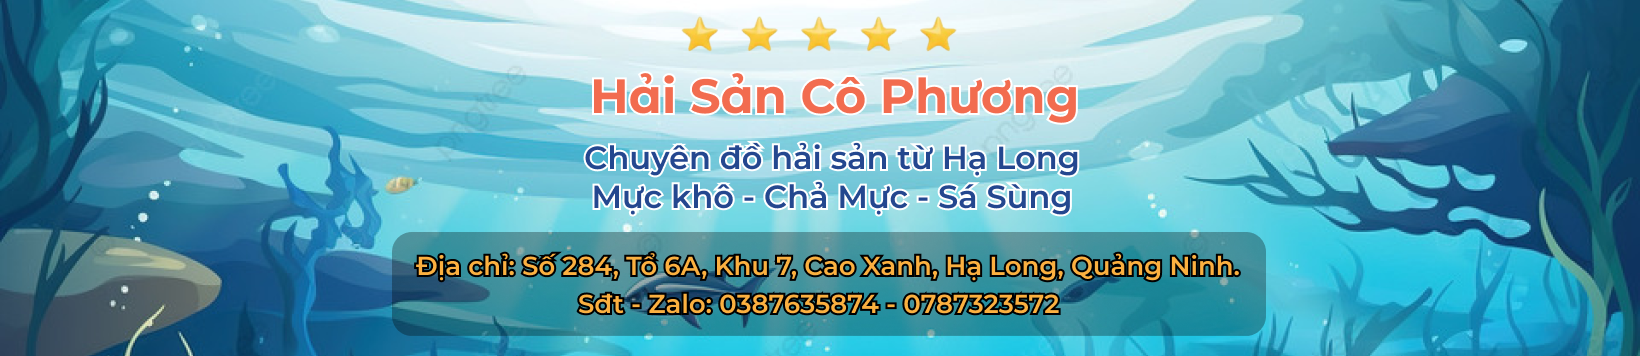 Hải Sản Cô Phương
Chuyên đồ hải sản từ Hạ Long
Mực khô - Chả Mực - Sá Sùng
Địa chỉ: Số 284, Tổ 6A, Khu 7, Cao Xanh, Hạ Long, Quảng Ninh.
Sđt - Zalo: 0387635874 - 0787323572